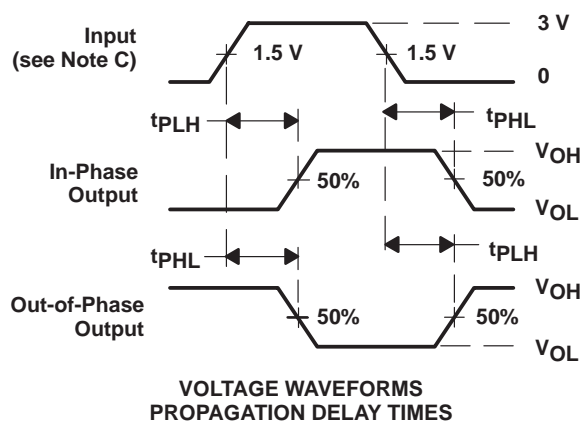 Input
(see Note C)
1.5 V
1.5 V
3 V
0
tPLH
tPHL
In-Phase
Output
50%
50%
VOH
VOL
tPHL
tPLH
Out-of-Phase
Output
50%
50%
VOH
VOL
VOLTAGE WAVEFORMS
PROPAGATION DELAY TIMES